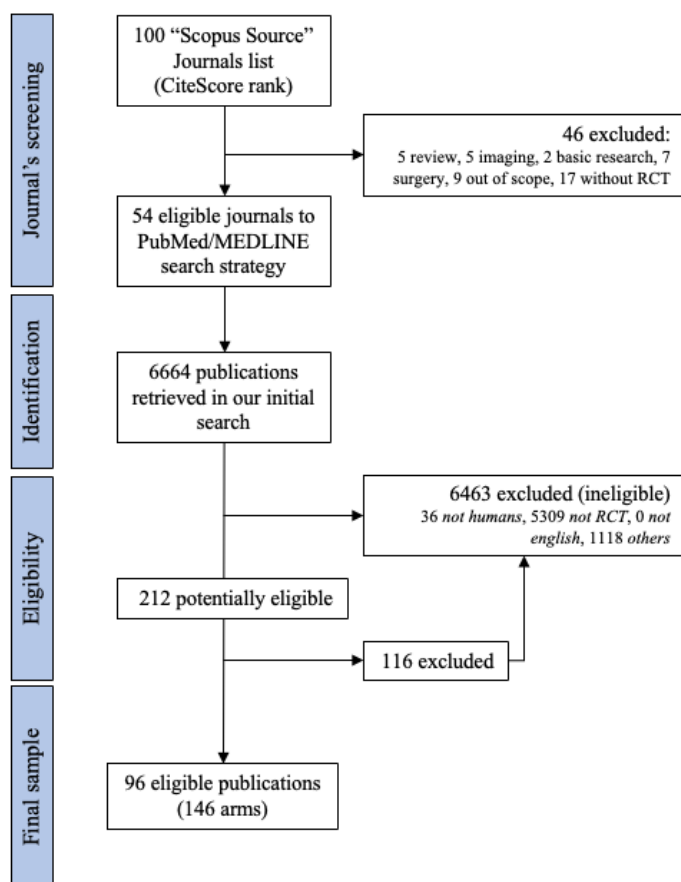 Journal's screening
100 “Scopus Source”
Journals list
(CiteScore rank)
46 excluded:
5 review, 5 imaging, 2 basic research, 7
surgery, 9 out of scope, 17 without RCT
54 eligible journals to
PubMed/MEDLINE
search strategy
Identification
6664 publications
retrieved in our initial
search
Eligibility
6463 excluded (ineligible)
36 not humans, 5309 not RCT, 0 not
english, 1118 others
212 potentially eligible
116 excluded
Final sample
96 eligible publications
(146 arms)